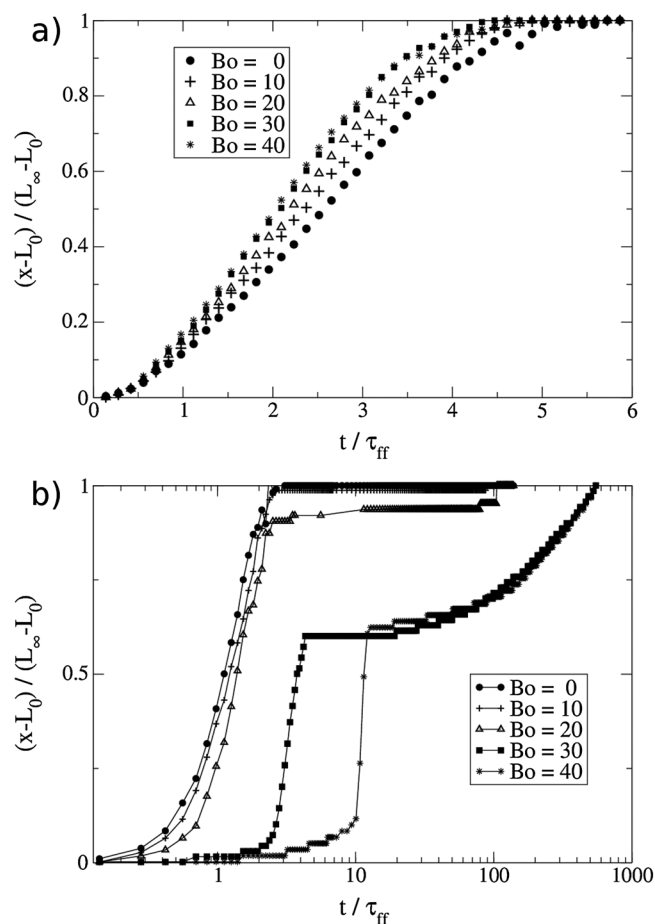 a)
1
0.8
0.6
0.4
0.2
0
(x-L₀) / (L∞-L₀)
Bo = 0
Bo = 10
Bo = 20
Bo = 30
Bo = 40
0 1 2 3 4 5 6
t / τff
b)
1
0.5
0
(x-L₀) / (L∞-L₀)
Bo = 0
Bo = 10
Bo = 20
Bo = 30
Bo = 40
1 10 100 1000
t / τff